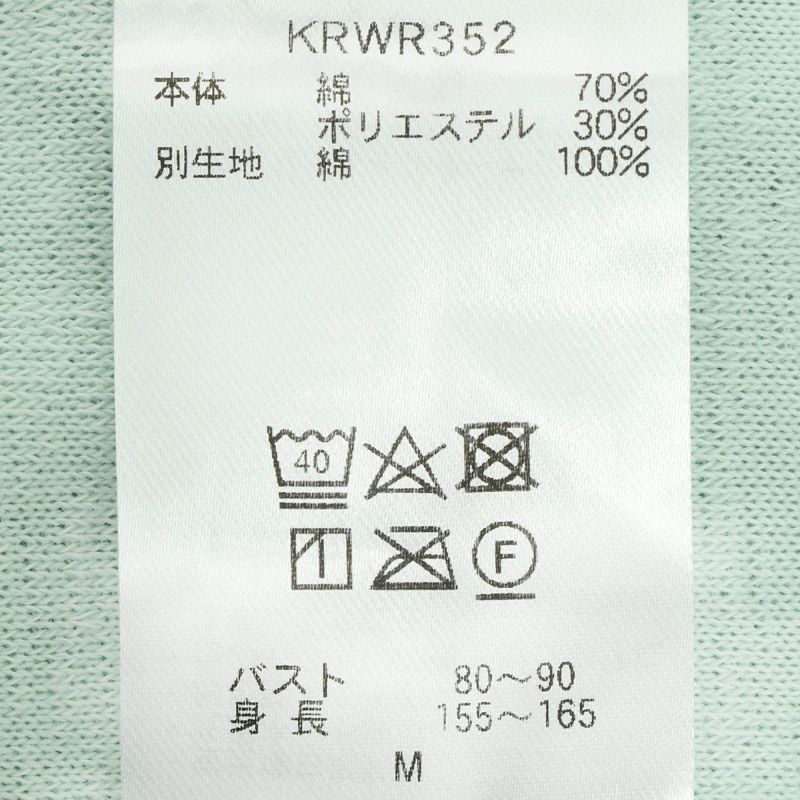 KRWR352
本体 綿 70%
ポリエステル 30%
別生地 綿 100%
40
F
バスト 80〜90
身長 155〜165
M